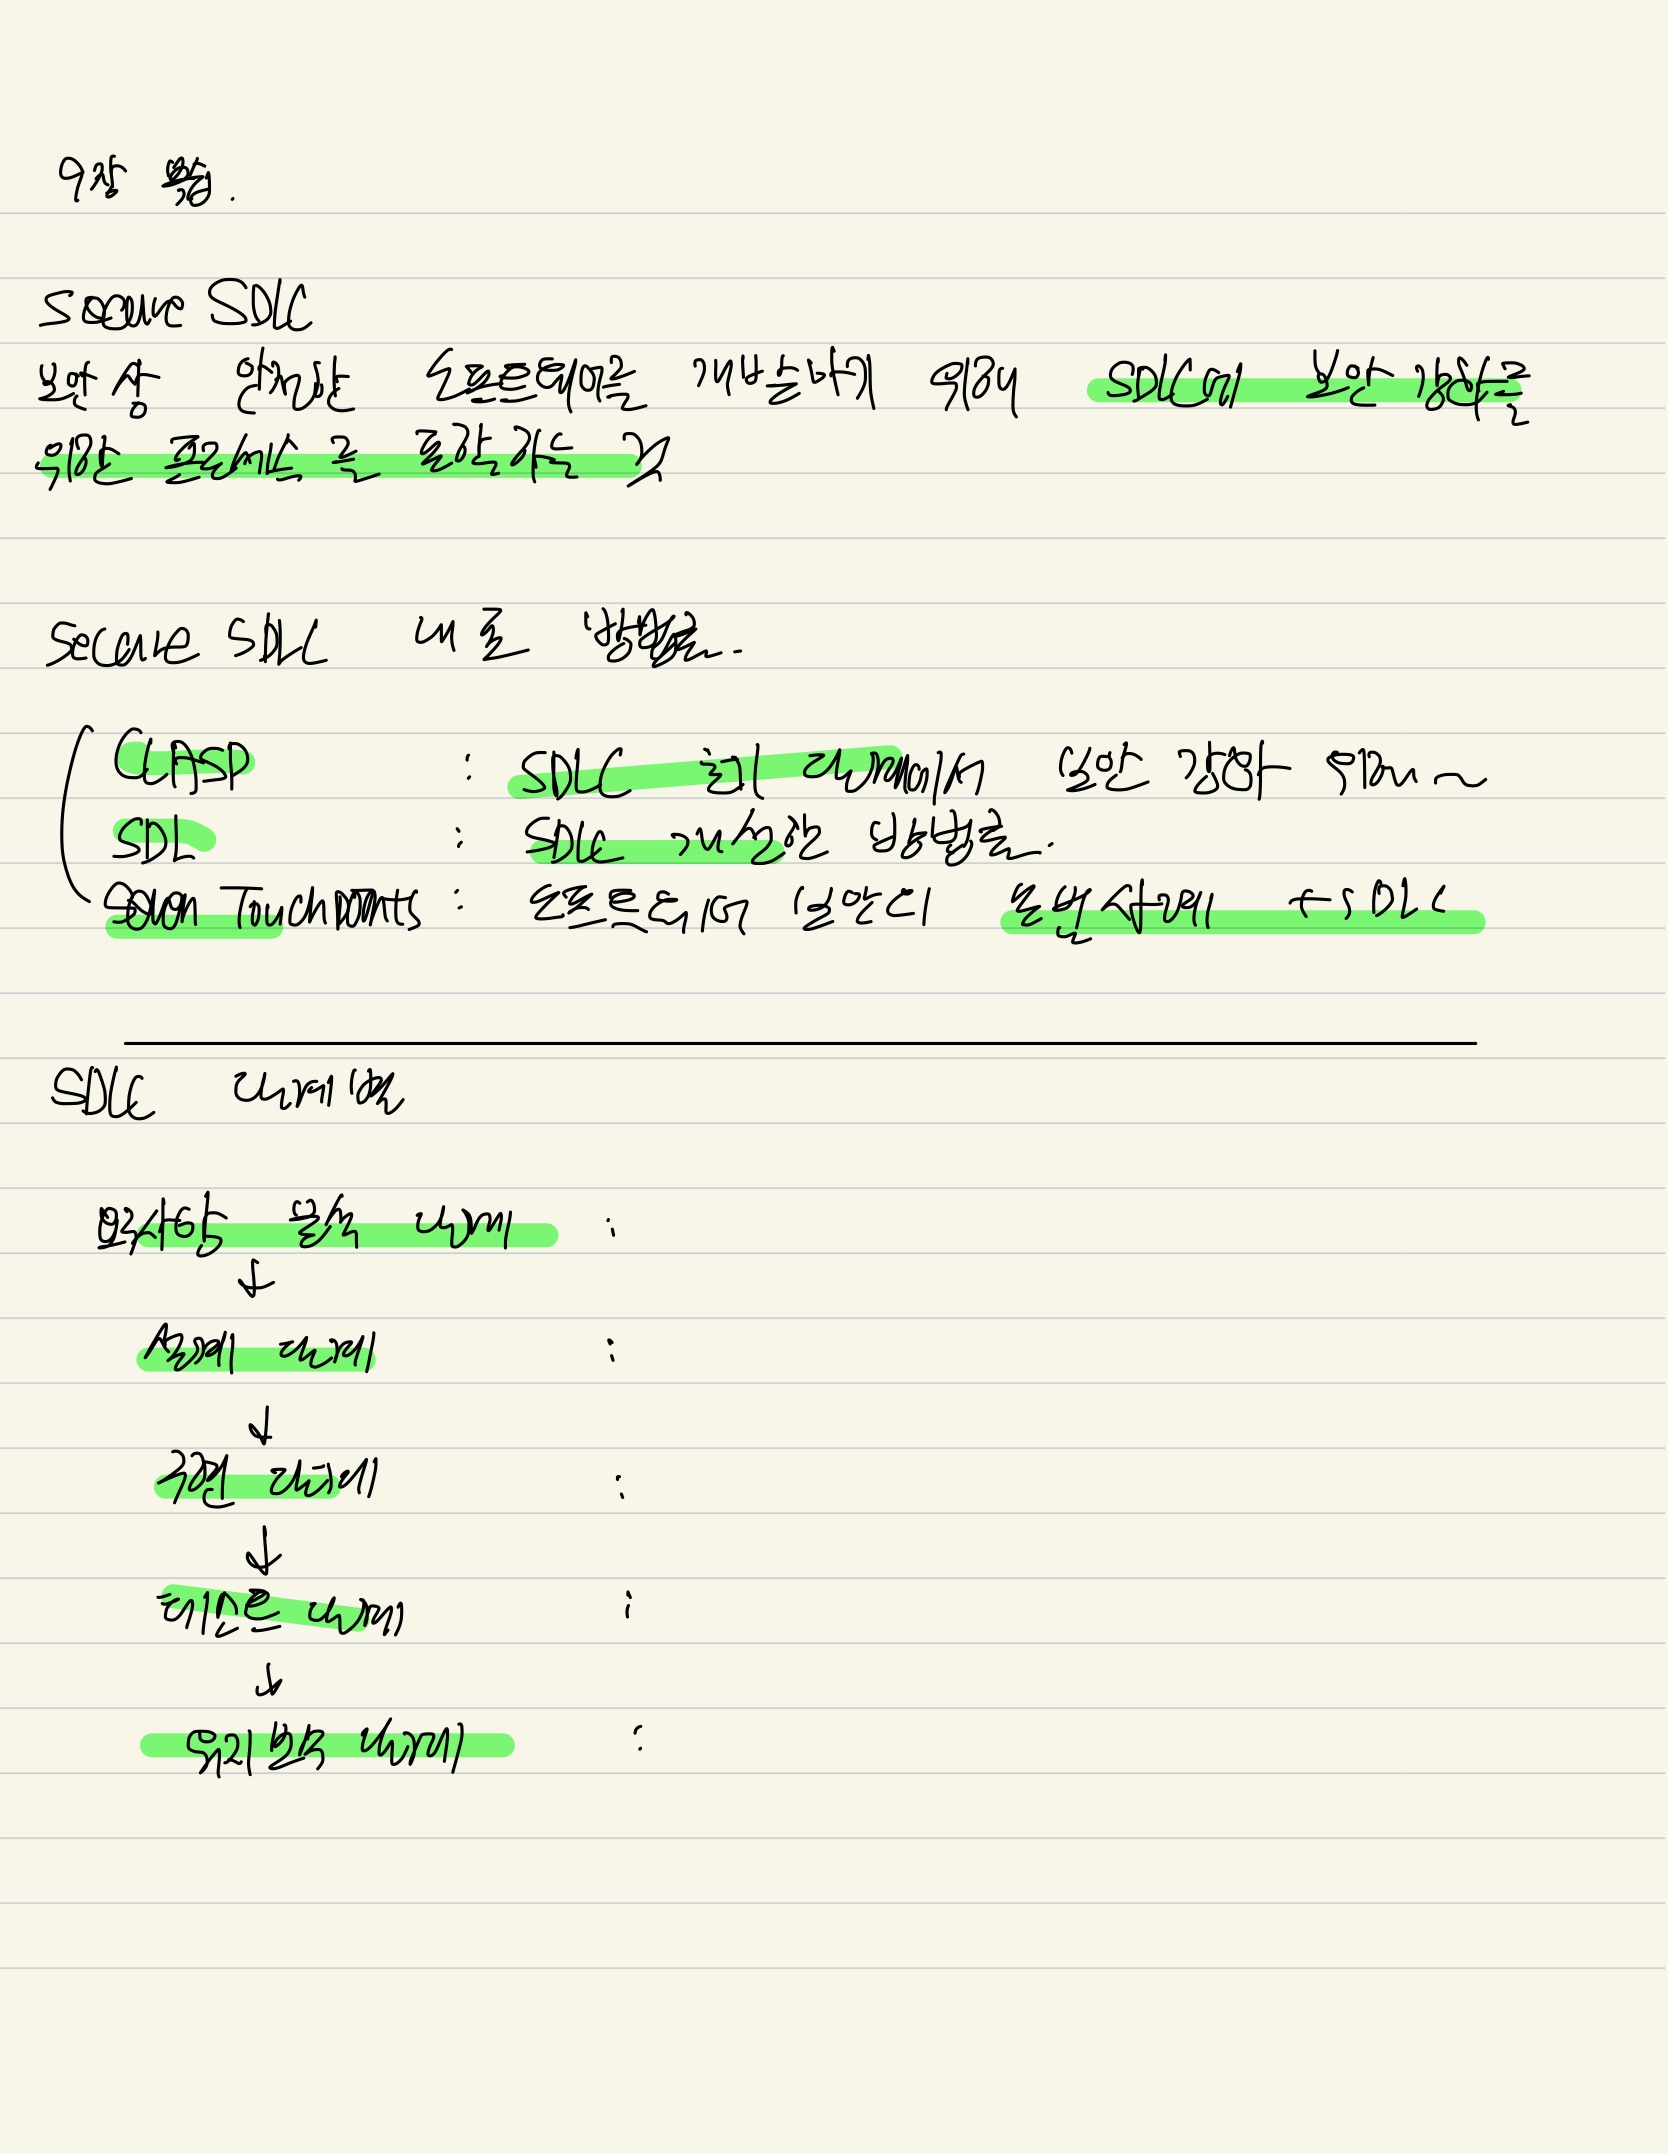 9장 복습.
Secure SDLC
보안상 안전한 소프트웨어를 개발하기 위해 SDLC에 보안 강화를
위한 프로세스를 포함하는 것
Secure SDLC 대표 방법론.
CLASP : SDLC 초기 단계에서 보안 강화 위해 ~
SDL : SDLC 개선한 방법론.
Seven Touchpoints : 소프트웨어 보안의 모범사례 + SDLC
SDLC 단계별
요구사항 분석 단계 :
↓
설계 단계 :
↓
구현 단계 :
↓
테스트 단계 :
↓
유지보수 단계 :